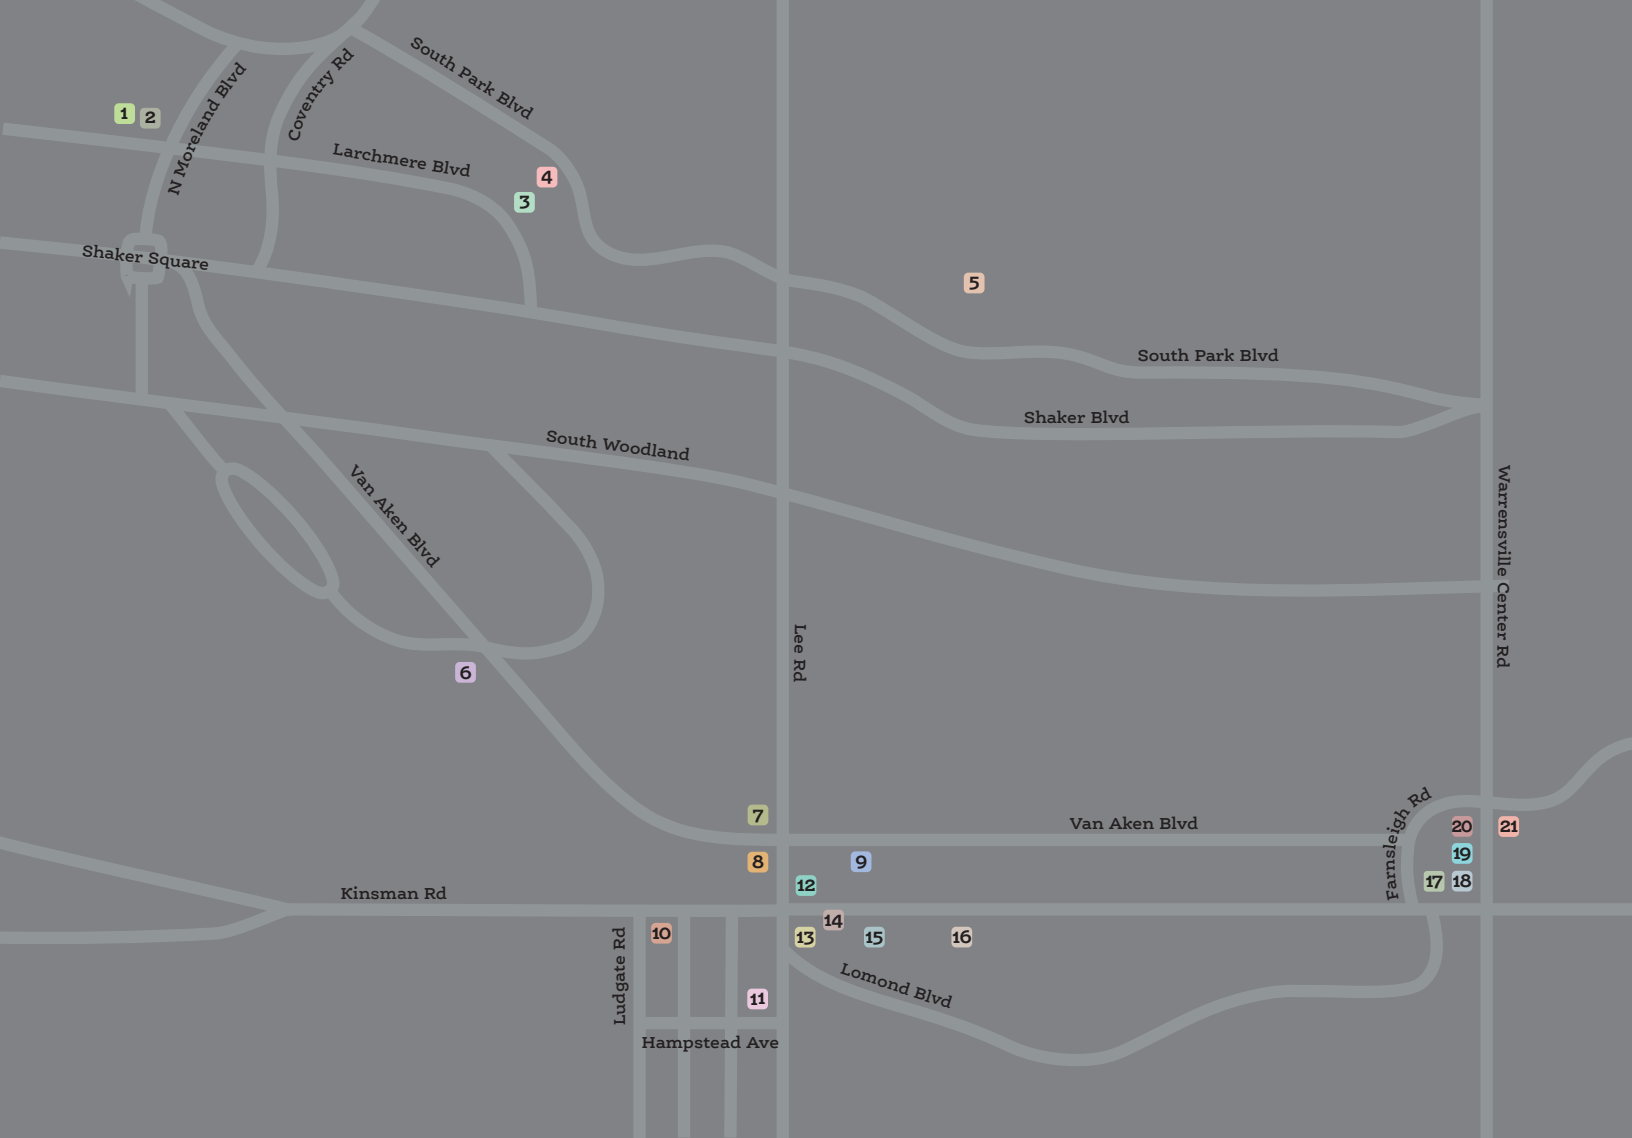 South Park Blvd
Coventry Rd
N Moreland Blvd
1
2
Larchmere Blvd
4
3
Shaker Square
5
South Park Blvd
Shaker Blvd
South Woodland
Van Aken Blvd
Warrensville Center Rd
Lee Rd
6
7
Van Aken Blvd
Farnsleigh Rd
20
21
8
9
19
12
17
18
Kinsman Rd
14
10
13
15
16
Ludgate Rd
Lomond Blvd
11
Hampstead Ave